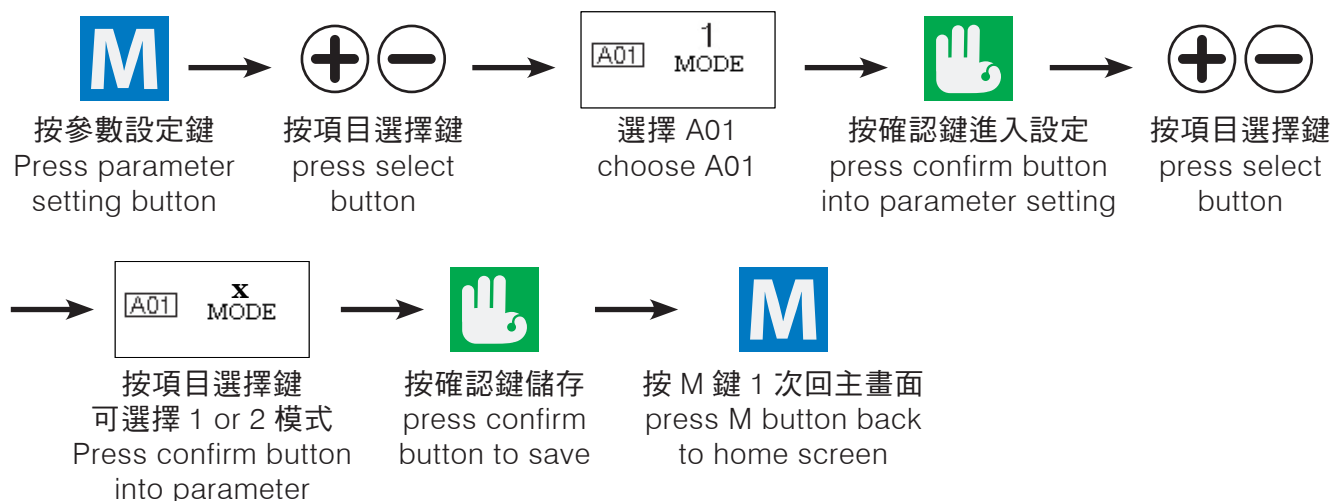 M
A01
1
MODE
按參數設定鍵
Press parameter
setting button
按項目選擇鍵
press select
button
選擇 A01
choose A01
按確認鍵進入設定
press confirm button
into parameter setting
按項目選擇鍵
press select
button
A01
x
MODE
M
按項目選擇鍵
可選擇 1 or 2 模式
Press confirm button
into parameter
按確認鍵儲存
press confirm
button to save
按 M 鍵 1 次回主畫面
press M button back
to home screen